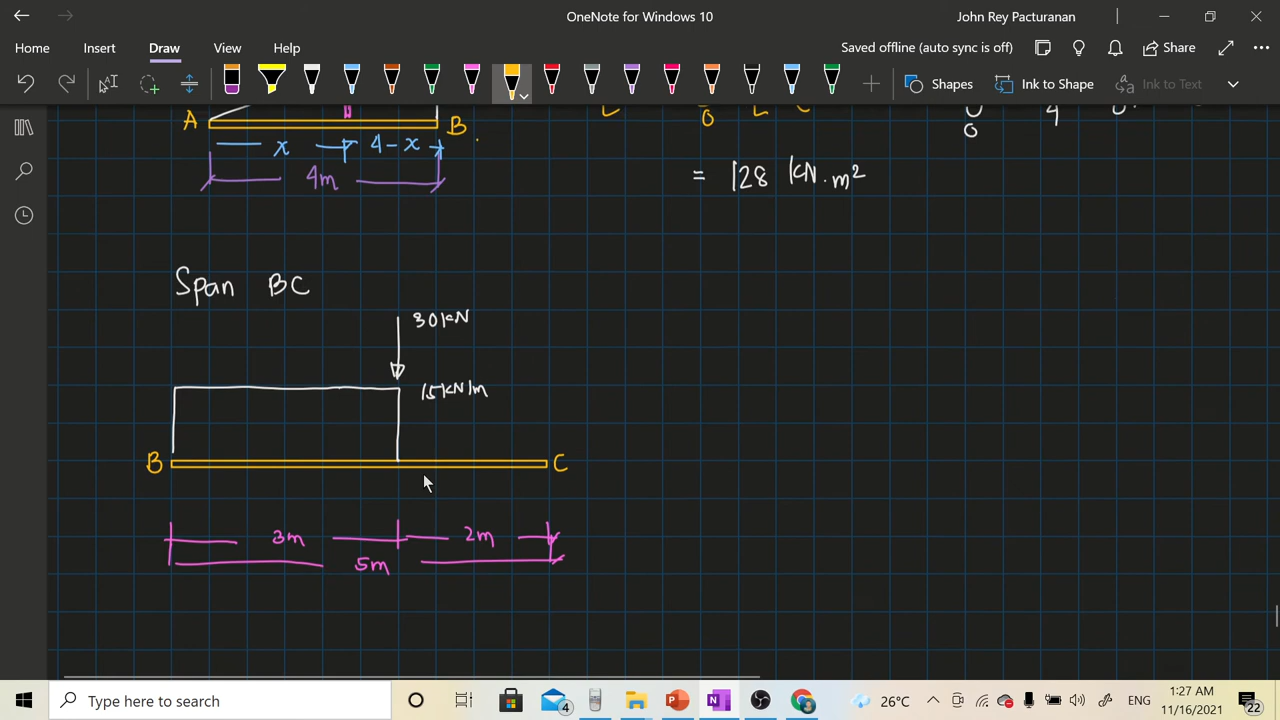 OneNote for Windows 10
John Rey Pacturanan
Home Insert Draw View Help
Saved offline (auto sync is off)
Share
Shapes
Ink to Shape
Ink to Text
A
B
x
4-x
4m
= 128 kN.m²
Span BC
30kN
15kN/m
B
C
3m
2m
5m
Type here to search
4
26°C
ENG
1:27 AM
11/16/2021
22